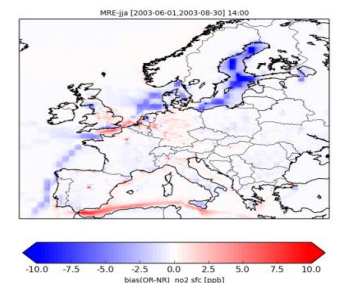 MRE-jja [2003-06-01,2003-08-30] 14:00
-10.0 -7.5 -5.0 -2.5 0.0 2.5 5.0 7.5 10.0
bias(OR-NR) no2 sfc [ppb]